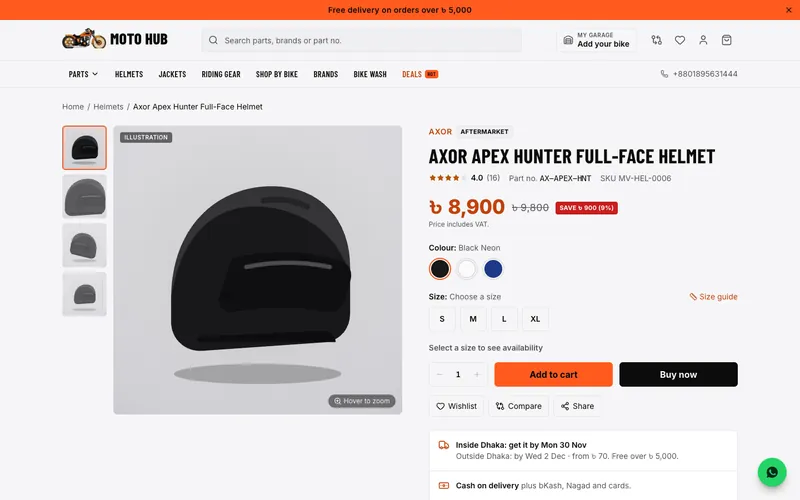 Free delivery on orders over ৳ 5,000
MOTO HUB
Search parts, brands or part no.
MY GARAGE
Add your bike
PARTS
HELMETS
JACKETS
RIDING GEAR
SHOP BY BIKE
BRANDS
BIKE WASH
DEALS HOT
+8801895631444
Home / Helmets / Axor Apex Hunter Full-Face Helmet
ILLUSTRATION
Hover to zoom
AXOR AFTERMARKET
AXOR APEX HUNTER FULL-FACE HELMET
4.0 (16) Part no. AX-APEX-HNT SKU MV-HEL-0006
৳ 8,900 ৳ 9,800 SAVE ৳ 900 (9%)
Price includes VAT.
Colour: Black Neon
Size: Choose a size
Size guide
S M L XL
Select a size to see availability
− 1 +
Add to cart
Buy now
Wishlist
Compare
Share
Inside Dhaka: get it by Mon 30 Nov
Outside Dhaka: by Wed 2 Dec · from ৳ 70. Free over ৳ 5,000.
Cash on delivery plus bKash, Nagad and cards.